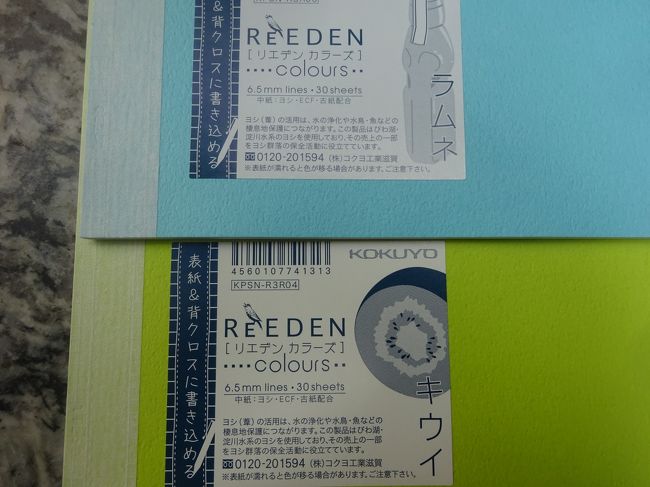 &背クロスに書き込める
REEDEN
[リエデン カラーズ]
colours
6.5mm lines・30sheets
中紙：ヨシ・ECF・古紙配合
ラムネ
ヨシ(葦)の活用は、水の浄化や水鳥・魚などの
棲息地保護につながります。この製品はびわ湖・
淀川水系のヨシを使用しており、その売上の一部
をヨシ群落の保全活動に役立てています。
0120-201594 (株)コクヨ工業滋賀
※表紙が濡れると色が移る場合があります。ご注意下さい。
表紙&背クロスに書き込める
4560107741313
KPSN-R3R04
KOKUYO
REEDEN
[リエデン カラーズ]
colours
6.5mm lines・30sheets
中紙：ヨシ・ECF・古紙配合
キウイ
ヨシ(葦)の活用は、水の浄化や水鳥・魚などの
棲息地保護につながります。この製品はびわ湖・
淀川水系のヨシを使用しており、その売上の一部
をヨシ群落の保全活動に役立てています。
0120-201594 (株)コクヨ工業滋賀
※表紙が濡れると色が移る場合があります。ご注意下さい。